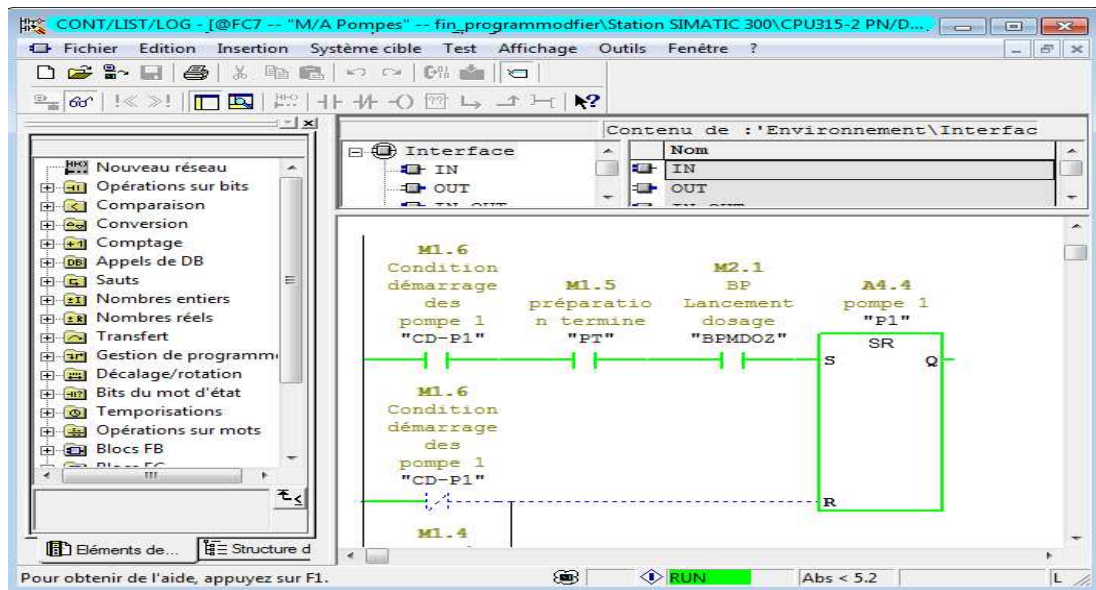 CONT/LIST/LOG - [@FC7 -- "M/A Pompes" -- fin_programmodfier\Station SIMATIC 300\CPU315-2 PN/D...
Fichier Edition Insertion Système cible Test Affichage Outils Fenêtre ?
Contenu de :'Environnement\Interfac
Interface
IN
OUT
IN_OUT
Nom
IN
OUT
IN_OUT
Nouveau réseau
Opérations sur bits
Comparaison
Conversion
Comptage
Appels de DB
Sauts
Nombres entiers
Nombres réels
Transfert
Gestion de programm
Décalage/rotation
Bits du mot d'état
Temporisations
Opérations sur mots
Blocs FB
Blocs FC
Eléments de...
Structure d
M1.6
Condition
démarrage
des
pompe 1
"CD-P1"
M1.5
préparatio
n termine
"PT"
M2.1
BP
Lancement
dosage
"BPMDOZ"
A4.4
pompe 1
"P1"
SR
S
Q
M1.6
Condition
démarrage
des
pompe 1
"CD-P1"
R
M1.4
Pour obtenir de l'aide, appuyez sur F1.
RUN
Abs < 5.2
L